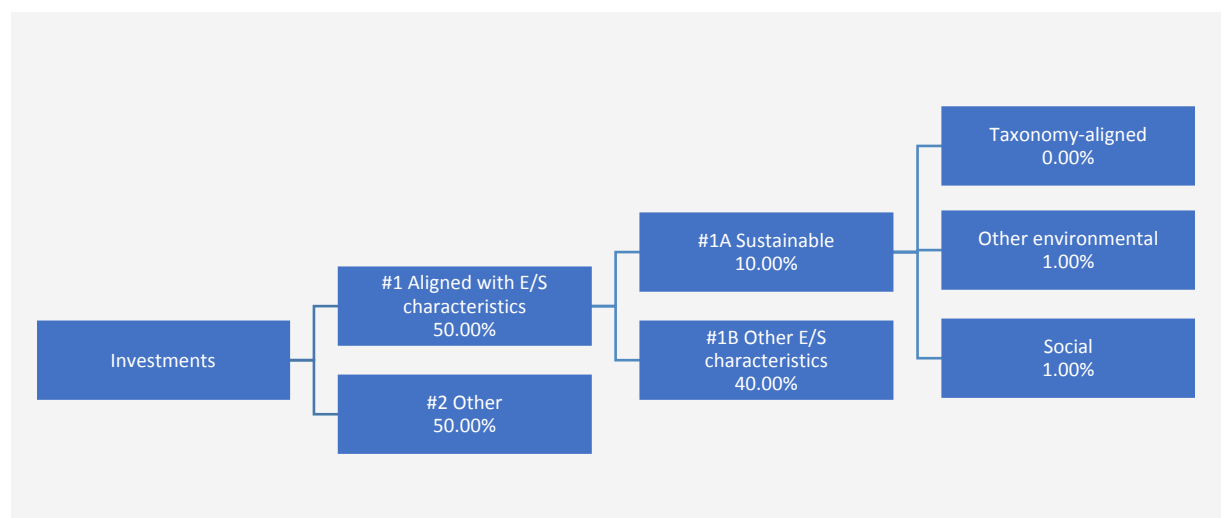 Investments
#1 Aligned with E/S
characteristics
50.00%
#2 Other
50.00%
#1A Sustainable
10.00%
#1B Other E/S
characteristics
40.00%
Taxonomy-aligned
0.00%
Other environmental
1.00%
Social
1.00%